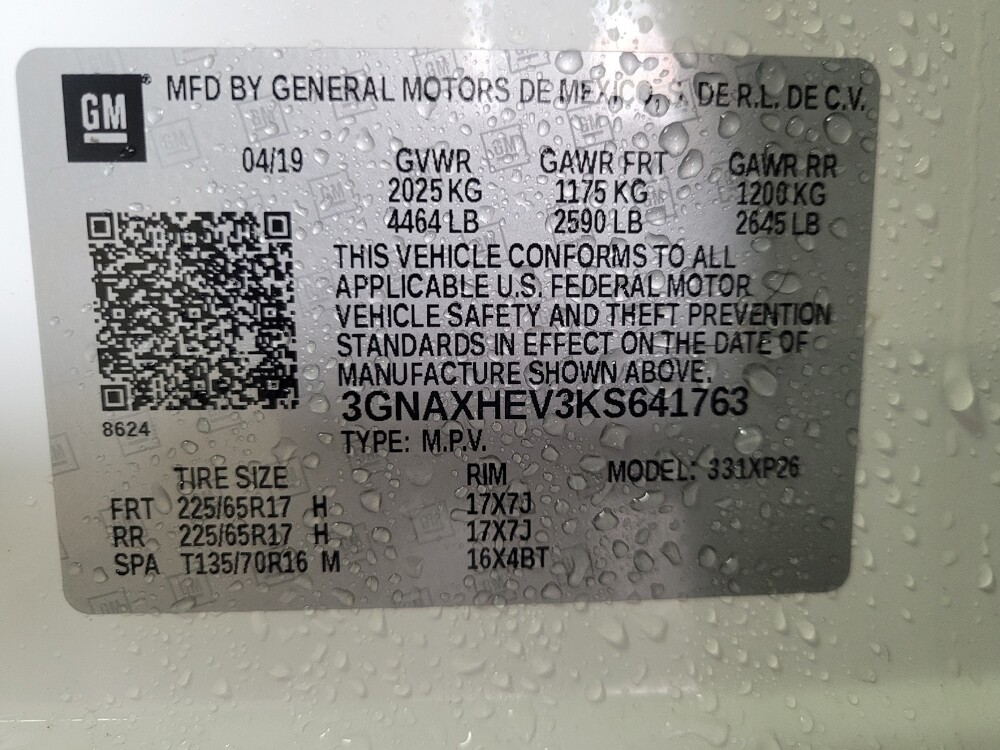 GM
MFD BY GENERAL MOTORS DE MEXICO, S. DE R.L. DE C.V.
04/19 GVWR GAWR FRT GAWR RR
2025 KG 1175 KG 1200 KG
4464 LB 2590 LB 2645 LB
THIS VEHICLE CONFORMS TO ALL
APPLICABLE U.S. FEDERAL MOTOR
VEHICLE SAFETY AND THEFT PREVENTION
STANDARDS IN EFFECT ON THE DATE OF
MANUFACTURE SHOWN ABOVE.
3GNAXHEV3KS641763
8624
TYPE: M.P.V.
TIRE SIZE RIM MODEL: 331XP26
FRT 225/65R17 H 17X7J
RR 225/65R17 H 17X7J
SPA T135/70R16 M 16X4BT